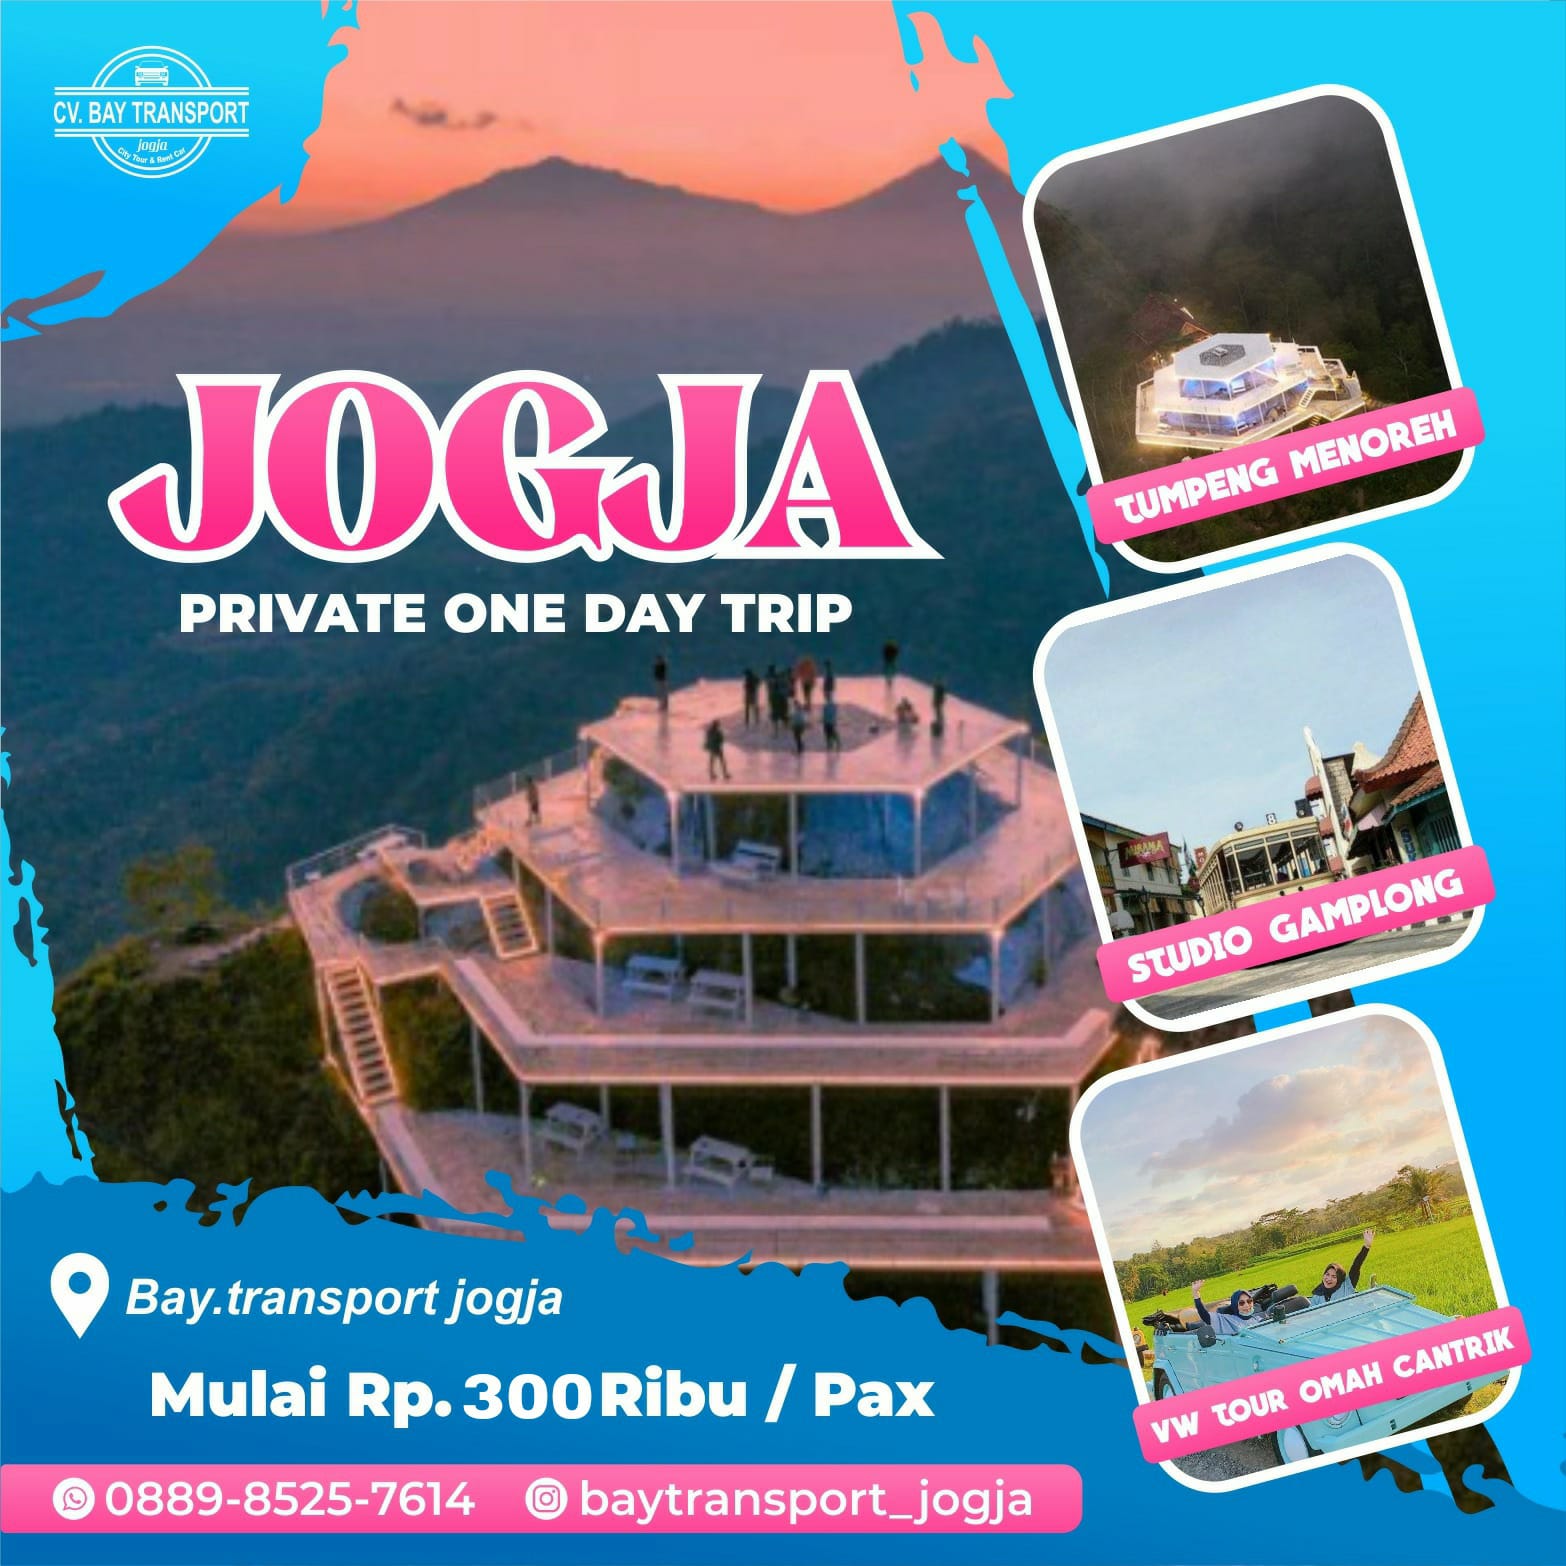 CV. BAY TRANSPORT
jogja
City Tour & Rent Car
JOGJA
PRIVATE ONE DAY TRIP
TUMPENG MENOREH
8
STUDIO GAMPLONG
VW TOUR OMAH CANTRIK
Bay.transport jogja
Mulai Rp. 300 Ribu / Pax
0889-8525-7614 baytransport_jogja